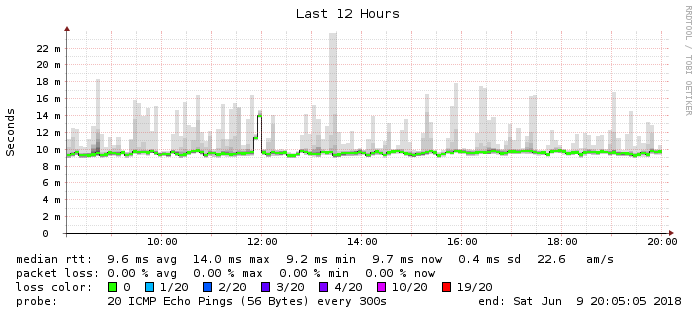 Last 12 Hours
RRDTOOL / TOBI OETIKER
Seconds
22 m
20 m
18 m
16 m
14 m
12 m
10 m
8 m
6 m
4 m
2 m
0
10:00 12:00 14:00 16:00 18:00 20:00
median rtt: 9.6 ms avg 14.0 ms max 9.2 ms min 9.7 ms now 0.4 ms sd 22.6 am/s
packet loss: 0.00 % avg 0.00 % max 0.00 % min 0.00 % now
loss color: 0 1/20 2/20 3/20 4/20 10/20 19/20
probe: 20 ICMP Echo Pings (56 Bytes) every 300s end: Sat Jun 9 20:05:05 2018